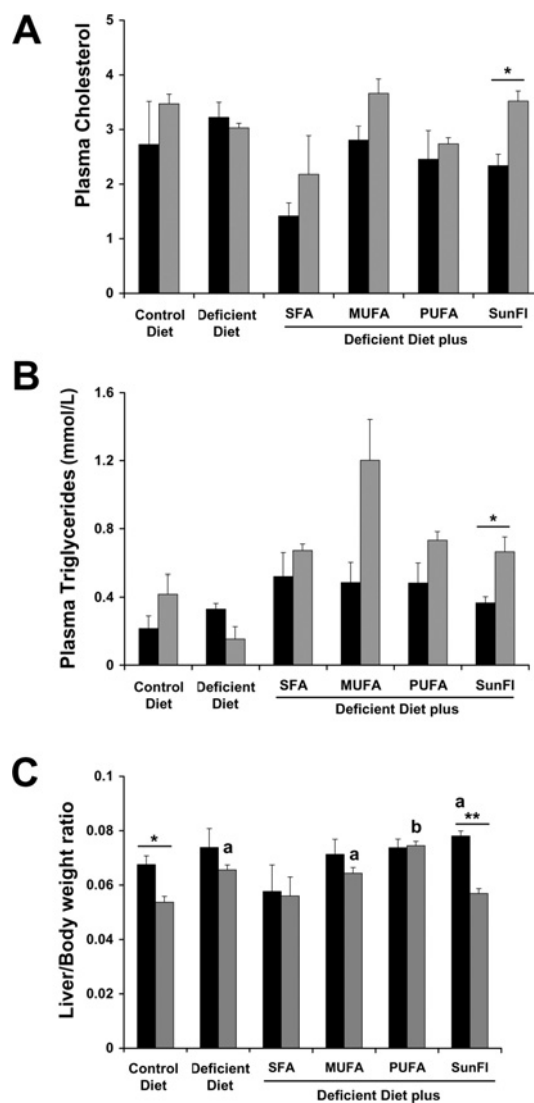 A
Plasma Cholesterol
5
4
3
2
1
0
*
Control
Diet
Deficient
Diet
SFA
MUFA
PUFA
SunFl
Deficient Diet plus
B
Plasma Triglycerides (mmol/L)
1.6
1.2
0.8
0.4
0
*
Control
Diet
Deficient
Diet
SFA
MUFA
PUFA
SunFl
Deficient Diet plus
C
Liver/Body weight ratio
0.1
0.08
0.06
0.04
0.02
0
*
a
a
b
a
**
Control
Diet
Deficient
Diet
SFA
MUFA
PUFA
SunFl
Deficient Diet plus